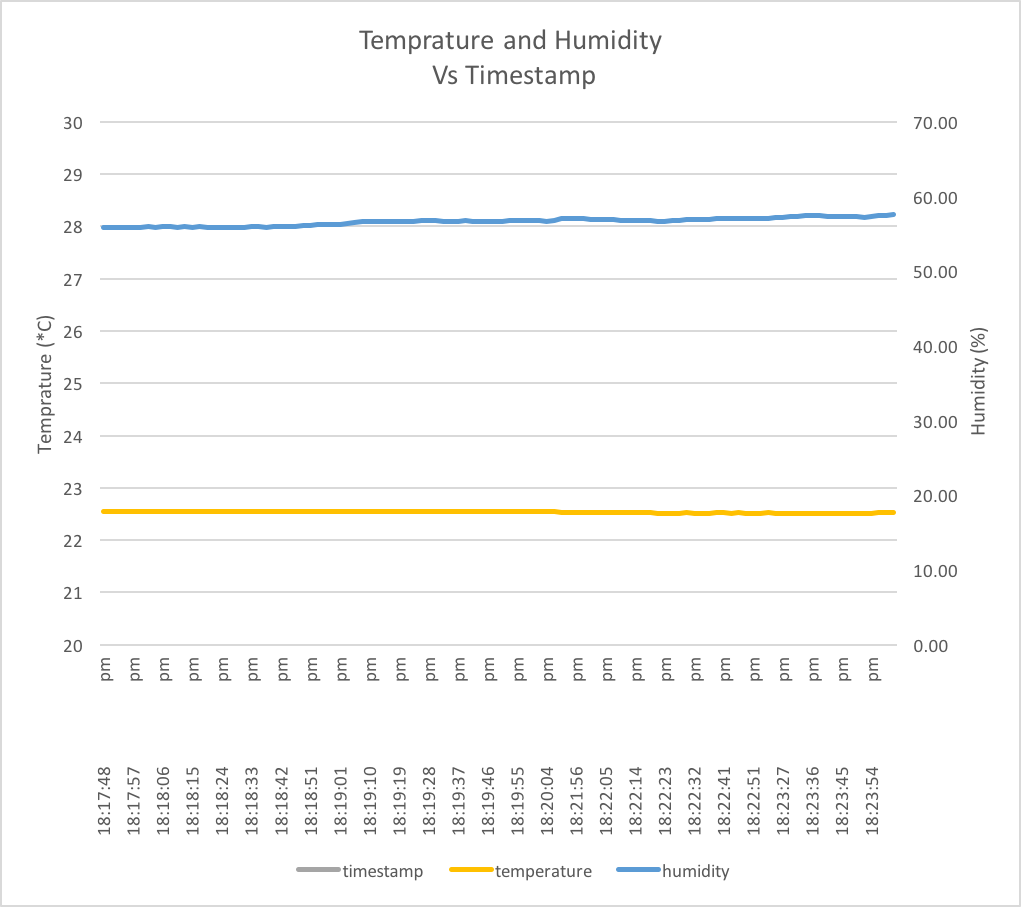 Temprature and Humidity
Vs Timestamp
30
29
28
27
26
25
24
23
22
21
20
Temprature (*C)
70.00
60.00
50.00
40.00
30.00
20.00
10.00
0.00
Humidity (%)
18:17:48 pm
18:17:57 pm
18:18:06 pm
18:18:15 pm
18:18:24 pm
18:18:33 pm
18:18:42 pm
18:18:51 pm
18:19:01 pm
18:19:10 pm
18:19:19 pm
18:19:28 pm
18:19:37 pm
18:19:46 pm
18:19:55 pm
18:20:04 pm
18:21:56 pm
18:22:05 pm
18:22:14 pm
18:22:23 pm
18:22:32 pm
18:22:41 pm
18:22:51 pm
18:23:27 pm
18:23:36 pm
18:23:45 pm
18:23:54 pm
timestamp
temperature
humidity